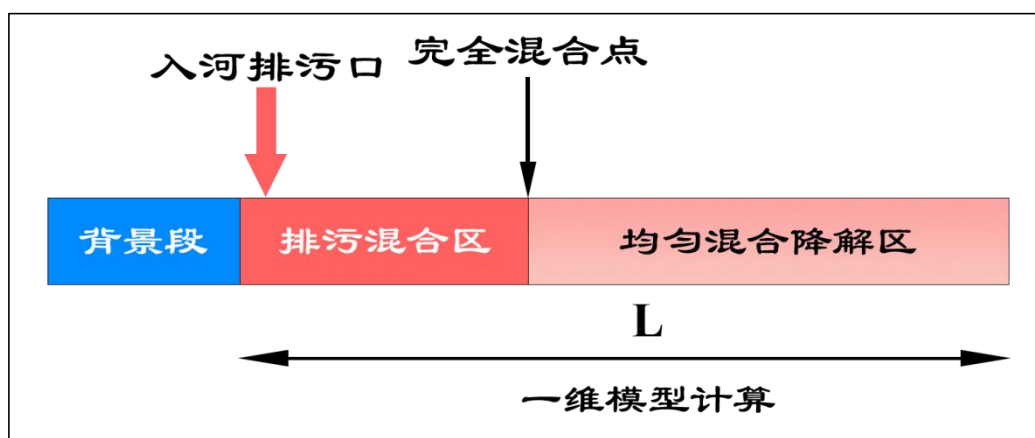 入河排污口
完全混合点
背景段
排污混合区
均匀混合降解区
L
一维模型计算